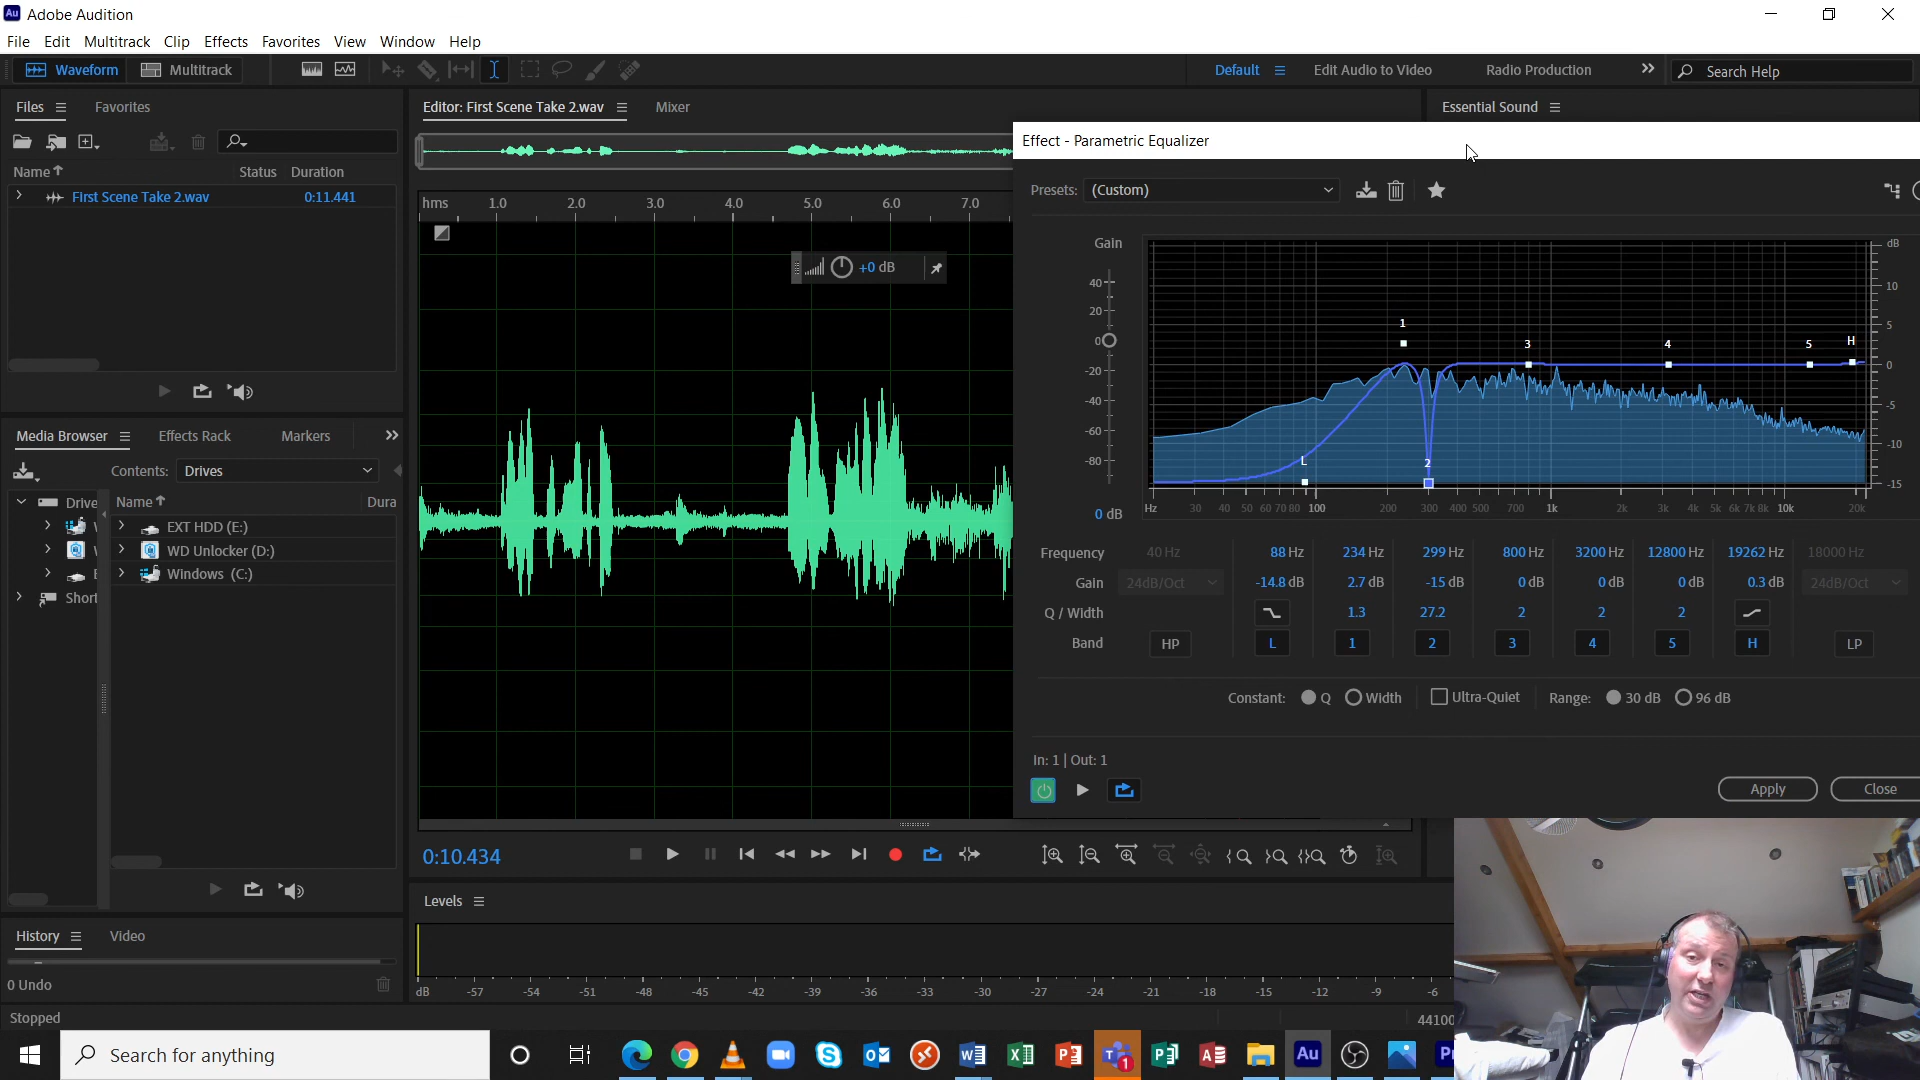 Au Adobe Audition
File Edit Multitrack Clip Effects Favorites View Window Help
Waveform Multitrack Default Edit Audio to Video Radio Production Search Help
Files Favorites
Name Status Duration
First Scene Take 2.wav 0:11.441
Media Browser Effects Rack Markers
Contents: Drives
Drive Name Dura
EXT HDD (E:)
WD Unlocker (D:)
Windows (C:)
Short
History Video
0 Undo
Stopped
Editor: First Scene Take 2.wav Mixer
hms 1.0 2.0 3.0 4.0 5.0 6.0 7.0
+0 dB
0:10.434
Levels
dB -57 -54 -51 -48 -45 -42 -39 -36 -33 -30 -27 -24 -21 -18 -15 -12 -9 -6
44100
Essential Sound
Effect - Parametric Equalizer
Presets: (Custom)
Gain
40
20
0
-20
-40
-60
-80
0 dB
dB
10
5
0
-5
-10
-15
1 3 4 5 H
L 2
Hz 30 40 50 60 70 80 100 200 300 400 500 700 1k 2k 3k 4k 5k 6k 7k 8k 10k 20k
Frequency 40 Hz 88 Hz 234 Hz 299 Hz 800 Hz 3200 Hz 12800 Hz 19262 Hz 18000 Hz
Gain 24dB/Oct -14.8 dB 2.7 dB -15 dB 0 dB 0 dB 0 dB 0.3 dB 24dB/Oct
Q / Width 1.3 27.2 2 2 2
Band HP L 1 2 3 4 5 H LP
Constant: Q Width Ultra-Quiet Range: 30 dB 96 dB
In: 1 | Out: 1
Apply Close
Search for anything
1
Au